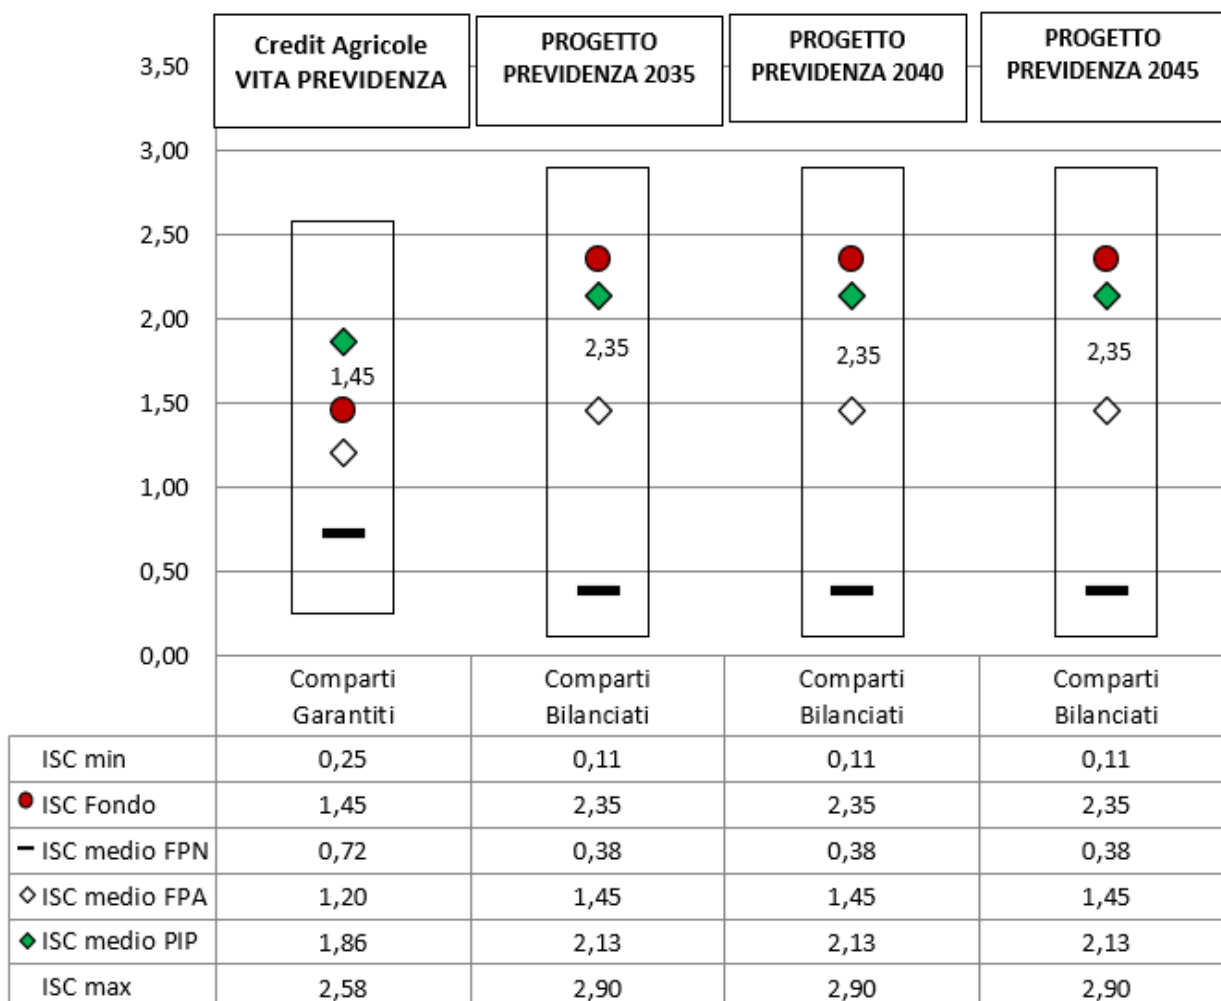 Credit Agricole
VITA PREVIDENZA
PROGETTO
PREVIDENZA 2035
PROGETTO
PREVIDENZA 2040
PROGETTO
PREVIDENZA 2045
3,50
3,00
2,50
2,00
1,50
1,00
0,50
0,00
1,45
2,35
2,35
2,35
Comparti
Garantiti
Comparti
Bilanciati
Comparti
Bilanciati
Comparti
Bilanciati
ISC min 0,25 0,11 0,11 0,11
ISC Fondo 1,45 2,35 2,35 2,35
ISC medio FPN 0,72 0,38 0,38 0,38
ISC medio FPA 1,20 1,45 1,45 1,45
ISC medio PIP 1,86 2,13 2,13 2,13
ISC max 2,58 2,90 2,90 2,90